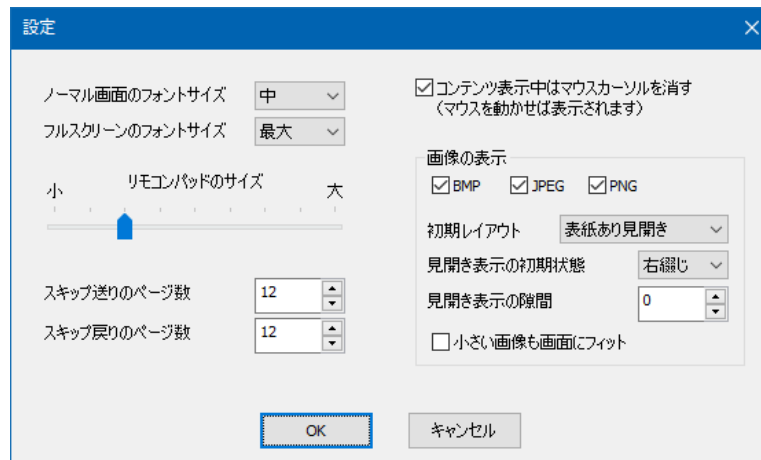 設定
ノーマル画面のフォントサイズ 中
フルスクリーンのフォントサイズ 最大
小 リモコンパッドのサイズ 大
スキップ送りのページ数 12
スキップ戻りのページ数 12
コンテンツ表示中はマウスカーソルを消す
（マウスを動かせば表示されます）
画像の表示
BMP JPEG PNG
初期レイアウト 表紙あり見開き
見開き表示の初期状態 右綴じ
見開き表示の隙間 0
小さい画像も画面にフィット
OK キャンセル